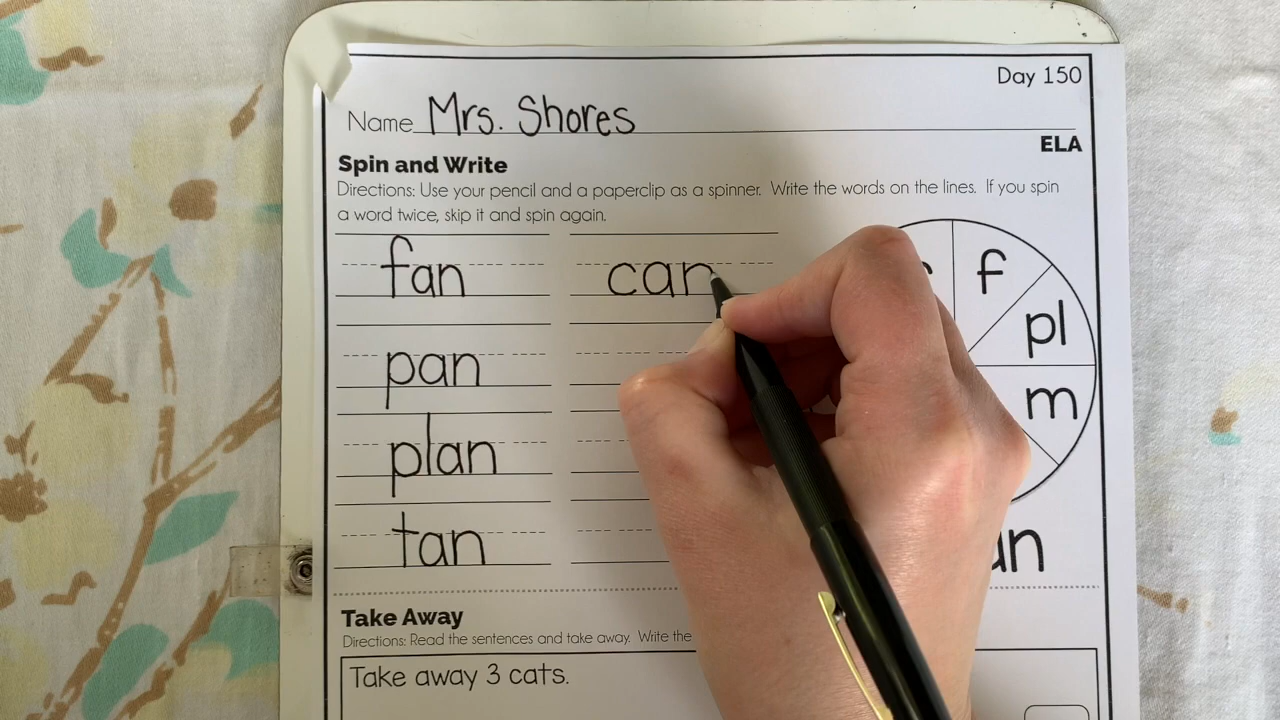 Day 150
Name Mrs. Shores
ELA
Spin and Write
Directions: Use your pencil and a paperclip as a spinner. Write the words on the lines. If you spin
a word twice, skip it and spin again.
fan can
pan
plan
tan
f
pl
m
an
Take Away
Directions: Read the sentences and take away. Write the
Take away 3 cats.